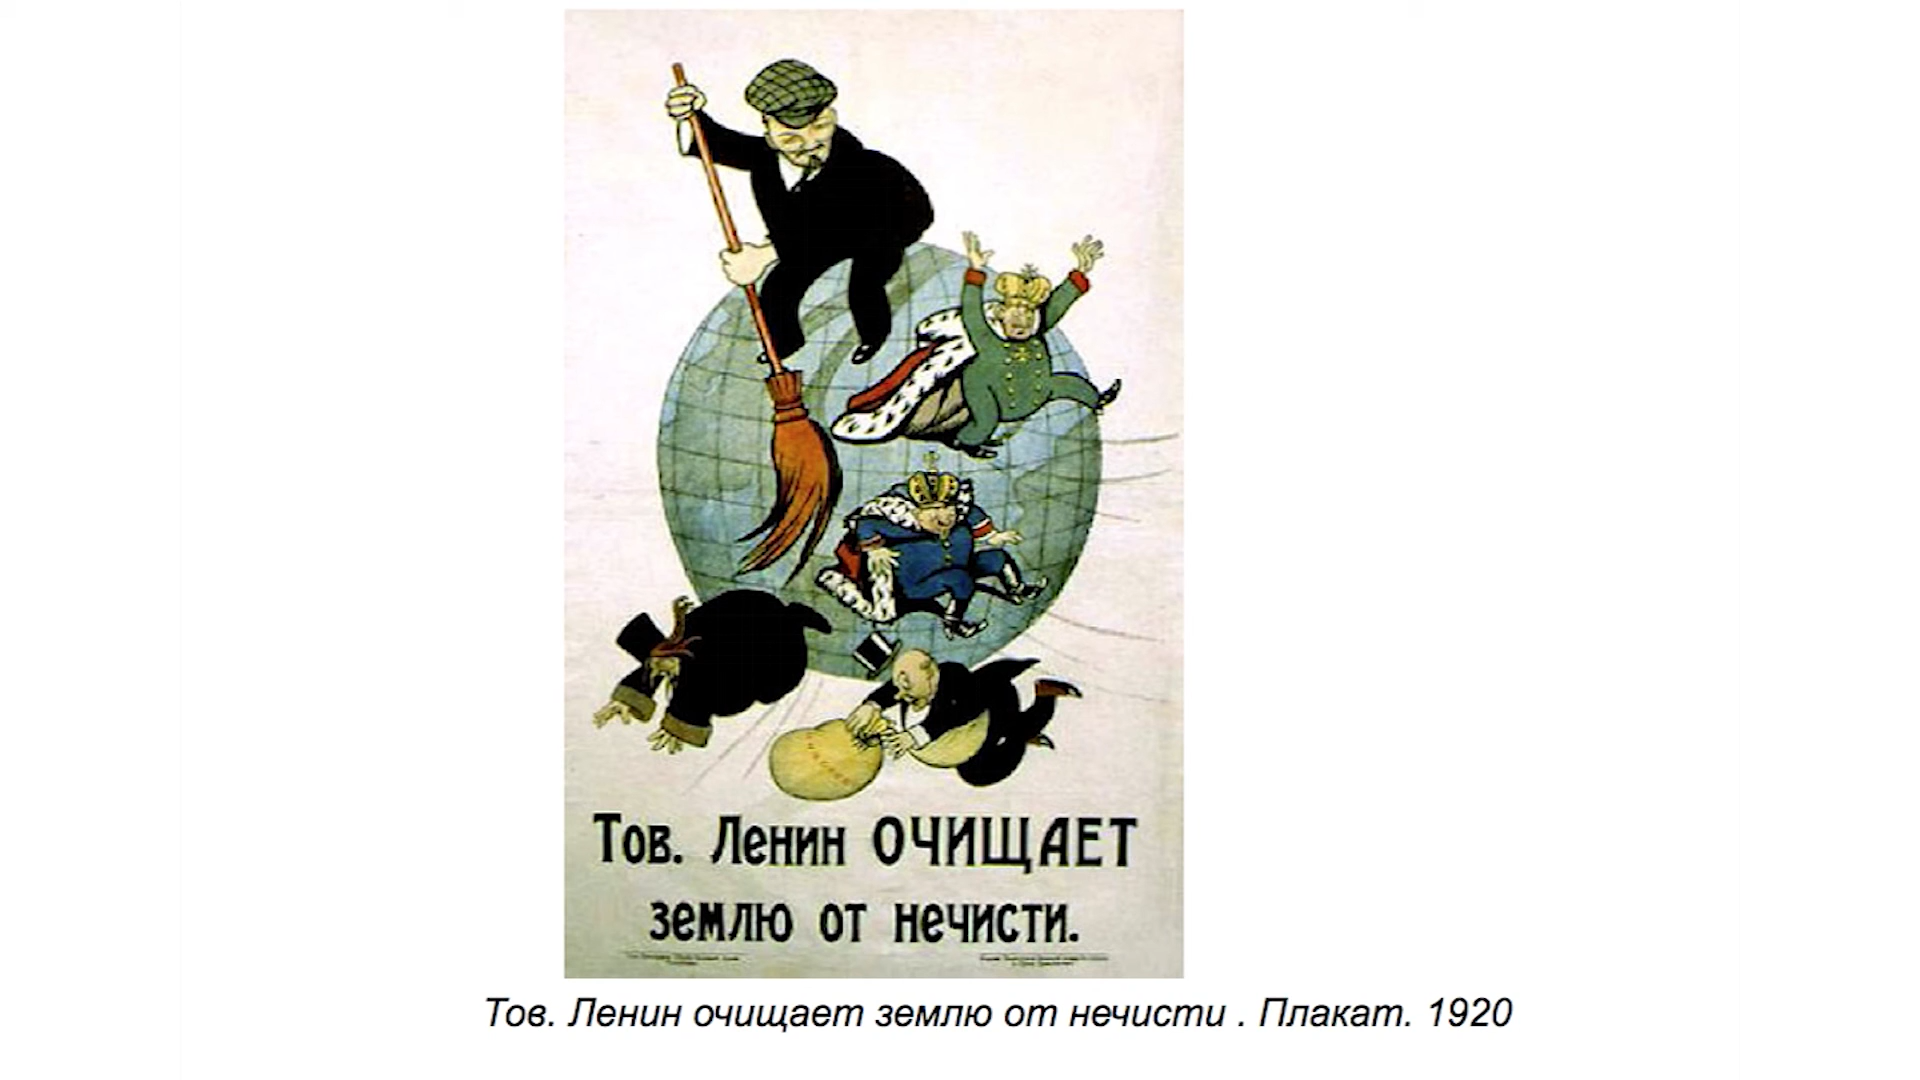 Тов. Ленин ОЧИЩАЕТ
землю от нечисти.
Тов. Ленин очищает землю от нечисти . Плакат. 1920